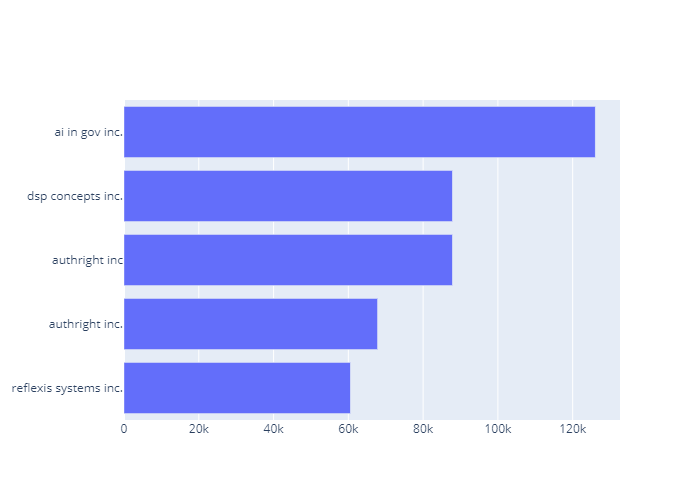 ai in gov inc.
dsp concepts inc.
authright inc
authright inc.
reflexis systems inc.
0 20k 40k 60k 80k 100k 120k